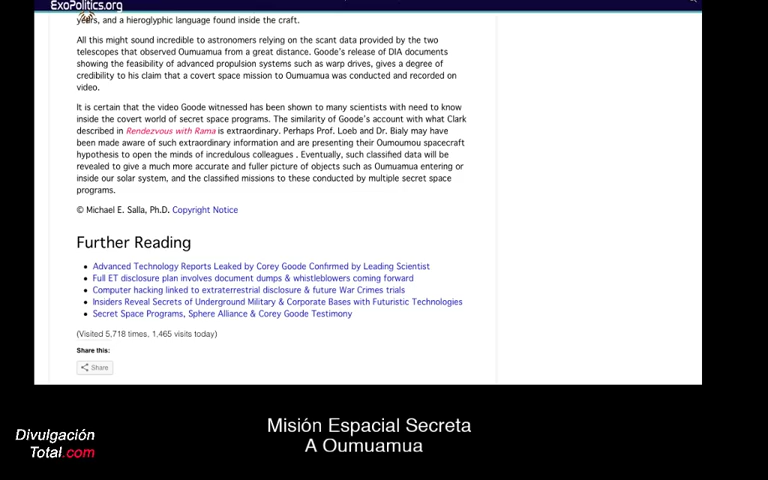 ExoPolitics.org
years, and a hieroglyphic language found inside the craft.
All this might sound incredible to astronomers relying on the scant data provided by the two
telescopes that observed Oumuamua from a great distance. Goode's release of DIA documents
showing the feasibility of advanced propulsion systems such as warp drives, gives a degree of
credibility to his claim that a covert space mission to Oumuamua was conducted and recorded on
video.
It is certain that the video Goode witnessed has been shown to many scientists with need to know
inside the covert world of secret space programs. The similarity of Goode's account with what Clark
described in Rendezvous with Rama is extraordinary. Perhaps Prof. Loeb and Dr. Bialy may have
been made aware of such extraordinary information and are presenting their Oumoumou spacecraft
hypothesis to open the minds of incredulous colleagues . Eventually, such classified data will be
revealed to give a much more accurate and fuller picture of objects such as Oumuamua entering or
inside our solar system, and the classified missions to these conducted by multiple secret space
programs.
© Michael E. Salla, Ph.D. Copyright Notice
Further Reading
Advanced Technology Reports Leaked by Corey Goode Confirmed by Leading Scientist
Full ET disclosure plan involves document dumps & whistleblowers coming forward
Computer hacking linked to extraterrestrial disclosure & future War Crimes trials
Insiders Reveal Secrets of Underground Military & Corporate Bases with Futuristic Technologies
Secret Space Programs, Sphere Alliance & Corey Goode Testimony
(Visited 5,718 times, 1,465 visits today)
Share this:
Share
Divulgación
Total.com
Misión Espacial Secreta
A Oumuamua